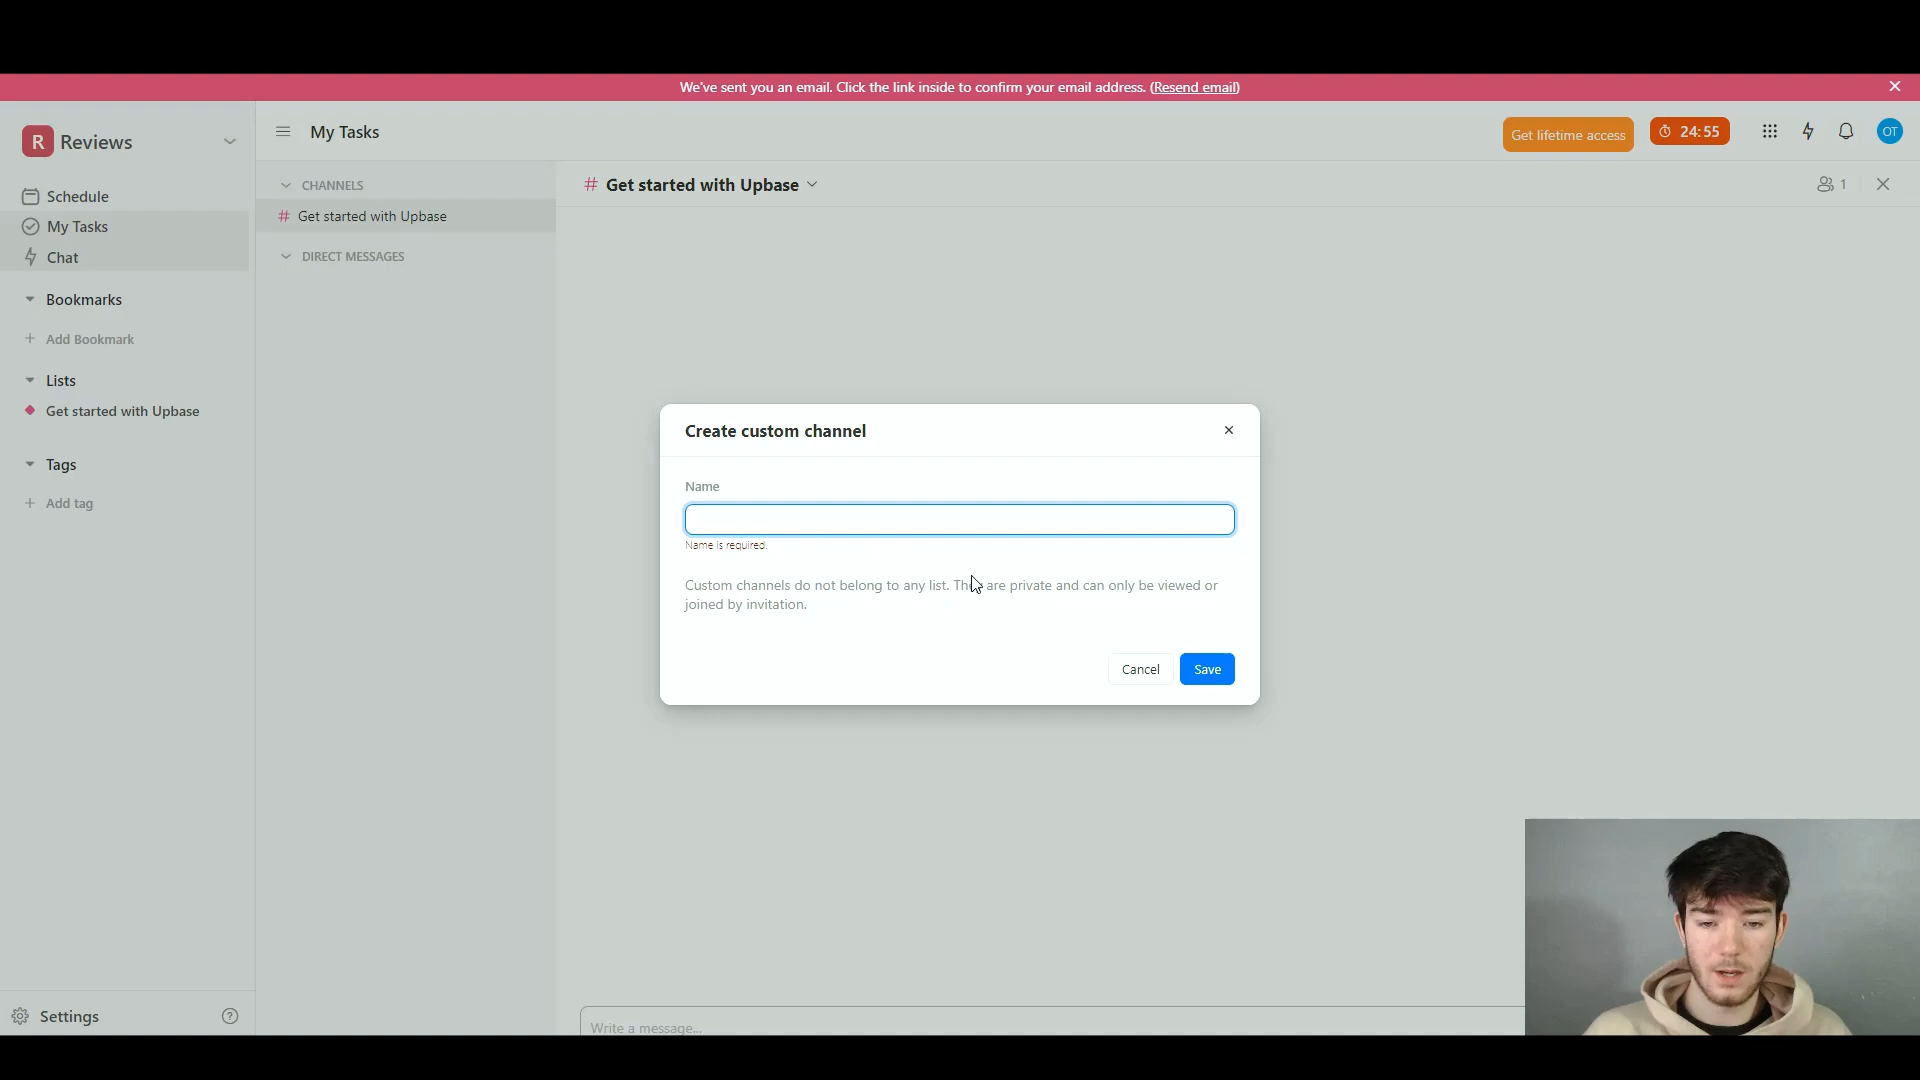 We've sent you an email. Click the link inside to confirm your email address. (Resend email)
R Reviews
My Tasks
Get lifetime access
24:55
OT
Schedule
My Tasks
Chat
Bookmarks
+ Add Bookmark
Lists
Get started with Upbase
Tags
+ Add tag
Settings
?
CHANNELS
# Get started with Upbase
DIRECT MESSAGES
# Get started with Upbase
1
Create custom channel
Name
Name is required.
Custom channels do not belong to any list. They are private and can only be viewed or
joined by invitation.
Cancel
Save
Write a message...